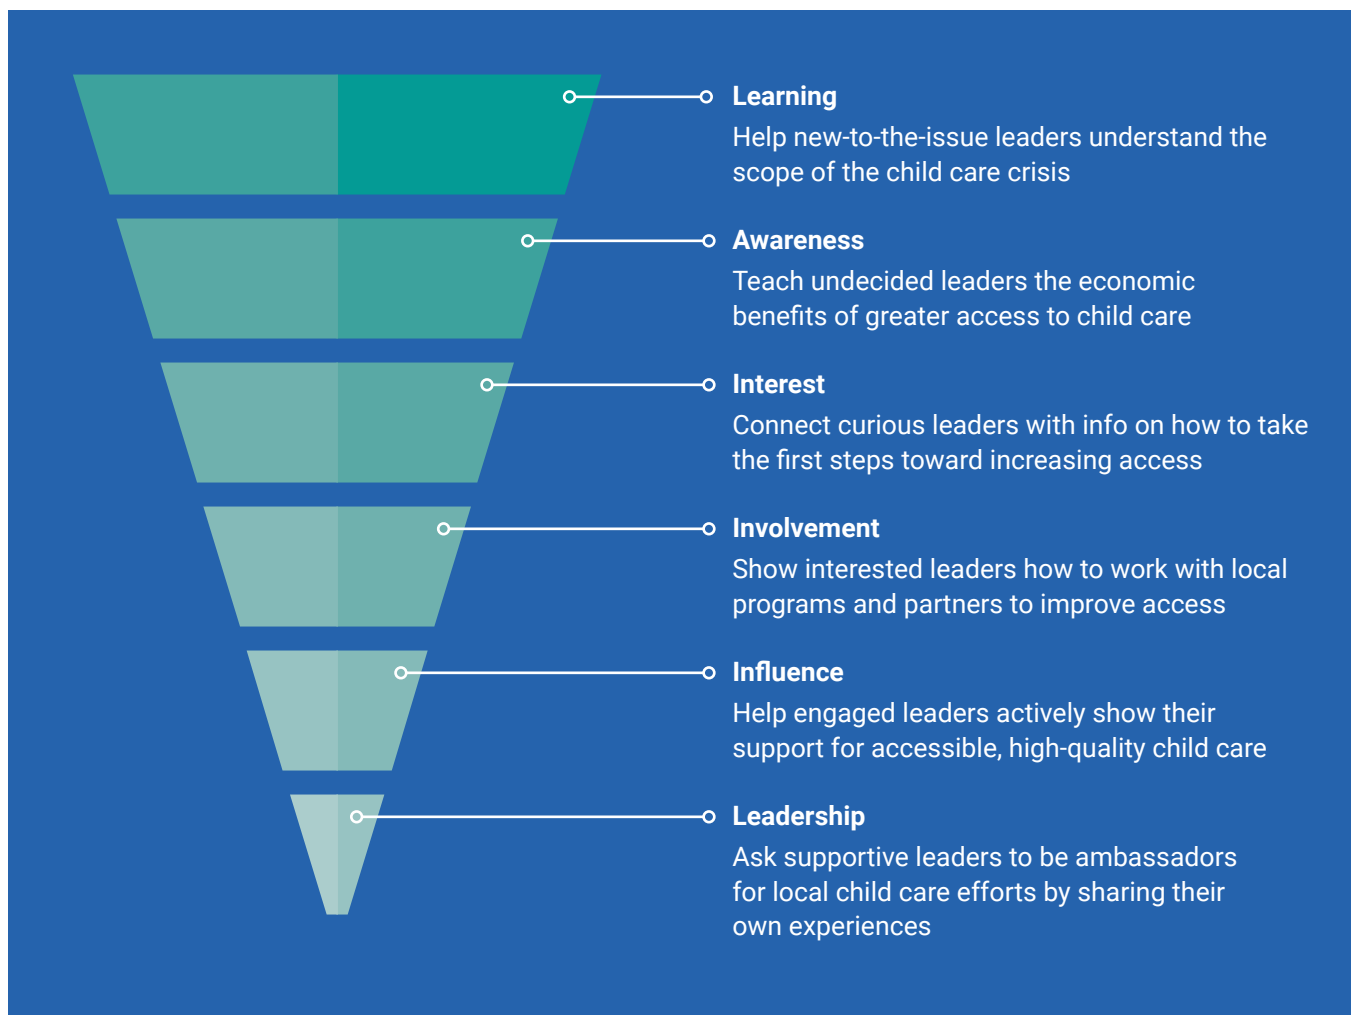 Learning
Help new-to-the-issue leaders understand the
scope of the child care crisis
Awareness
Teach undecided leaders the economic
benefits of greater access to child care
Interest
Connect curious leaders with info on how to take
the first steps toward increasing access
Involvement
Show interested leaders how to work with local
programs and partners to improve access
Influence
Help engaged leaders actively show their
support for accessible, high-quality child care
Leadership
Ask supportive leaders to be ambassadors
for local child care efforts by sharing their
own experiences